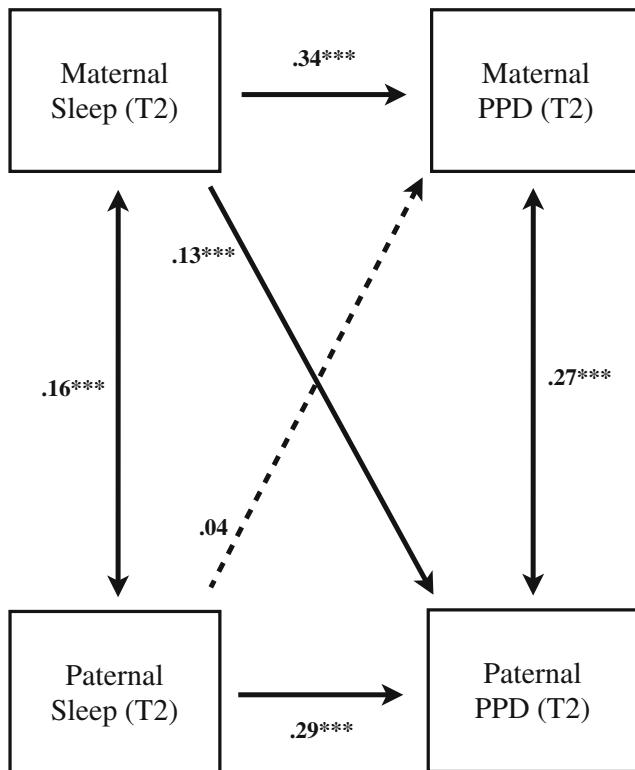 Maternal
Sleep (T2)
.34***
Maternal
PPD (T2)
.13***
.16***
.27***
.04
Paternal
Sleep (T2)
.29***
Paternal
PPD (T2)